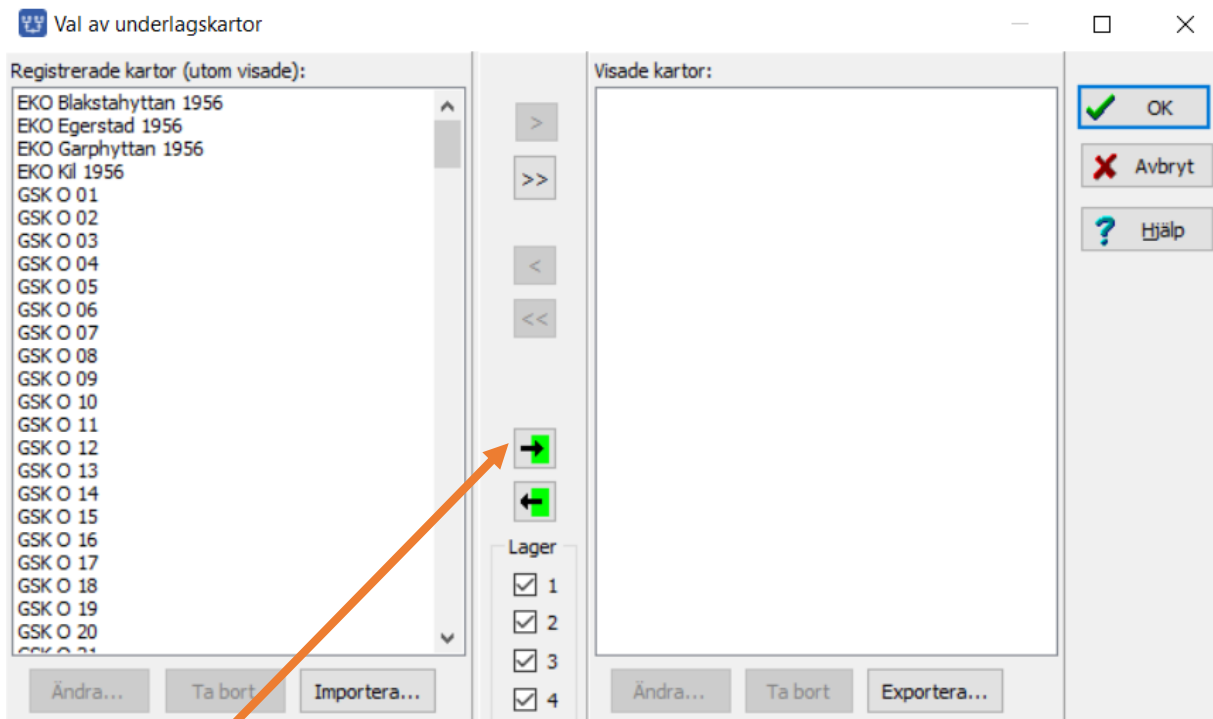 Val av underlagskartor
Registrerade kartor (utom visade):
EKO Blakstahyttan 1956
EKO Egerstad 1956
EKO Garphyttan 1956
EKO Kil 1956
GSK O 01
GSK O 02
GSK O 03
GSK O 04
GSK O 05
GSK O 06
GSK O 07
GSK O 08
GSK O 09
GSK O 10
GSK O 11
GSK O 12
GSK O 13
GSK O 14
GSK O 15
GSK O 16
GSK O 17
GSK O 18
GSK O 19
GSK O 20
Ändra...
Ta bort
Importera...
>
>>
<
<<
Lager
1
2
3
4
Visade kartor:
Ändra...
Ta bort
Exportera...
OK
Avbryt
? Hjälp